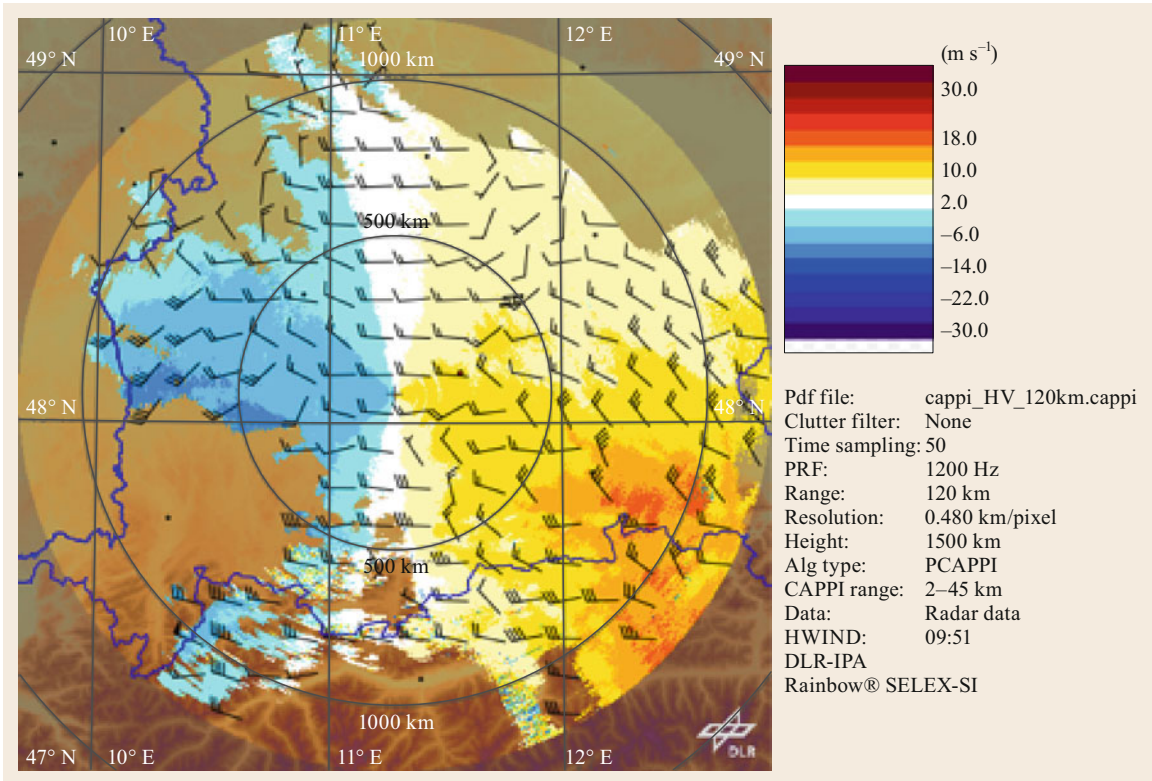 10° E
11° E
12° E
49° N
1000 km
49° N
500 km
48° N
48° N
500 km
1000 km
47° N
10° E
11° E
12° E
DLR
(m s⁻¹)
30.0
18.0
10.0
2.0
–6.0
–14.0
–22.0
–30.0
Pdf file: cappi_HV_120km.cappi
Clutter filter: None
Time sampling: 50
PRF: 1200 Hz
Range: 120 km
Resolution: 0.480 km/pixel
Height: 1500 km
Alg type: PCAPPI
CAPPI range: 2–45 km
Data: Radar data
HWIND: 09:51
DLR-IPA
Rainbow® SELEX-SI